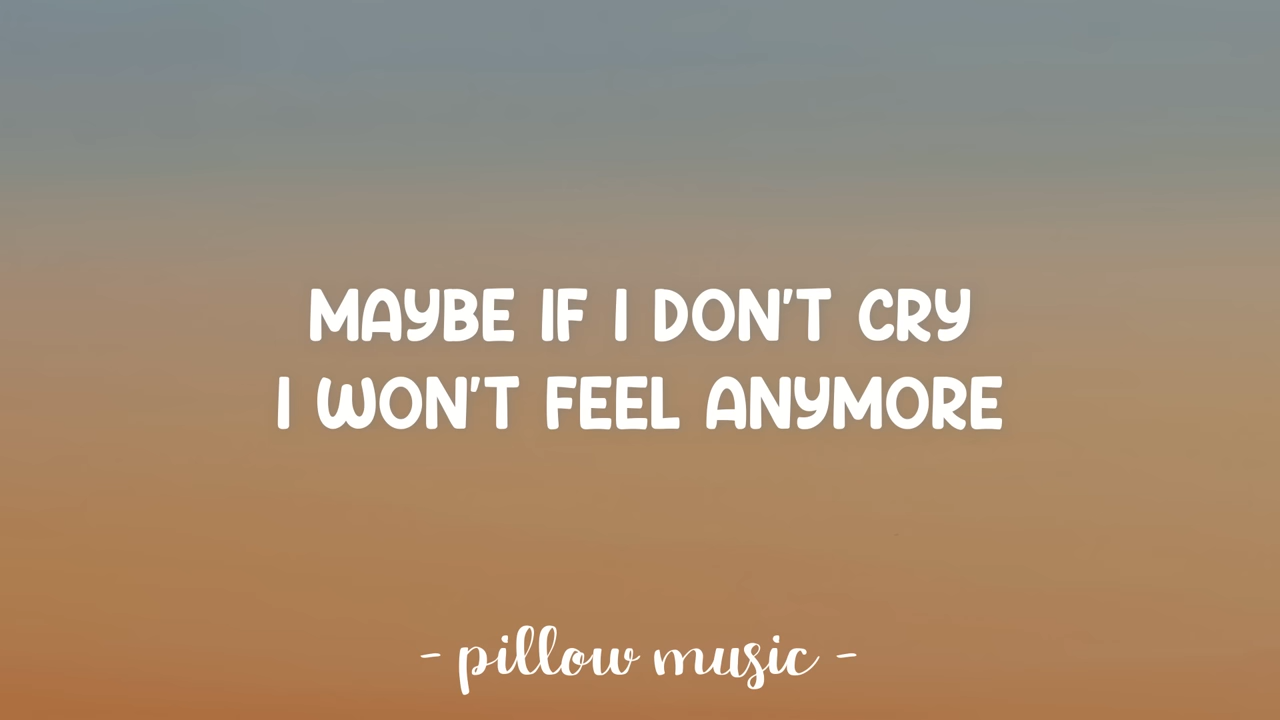 MAYBE IF I DON'T CRY
I WON'T FEEL ANYMORE
- pillow music -